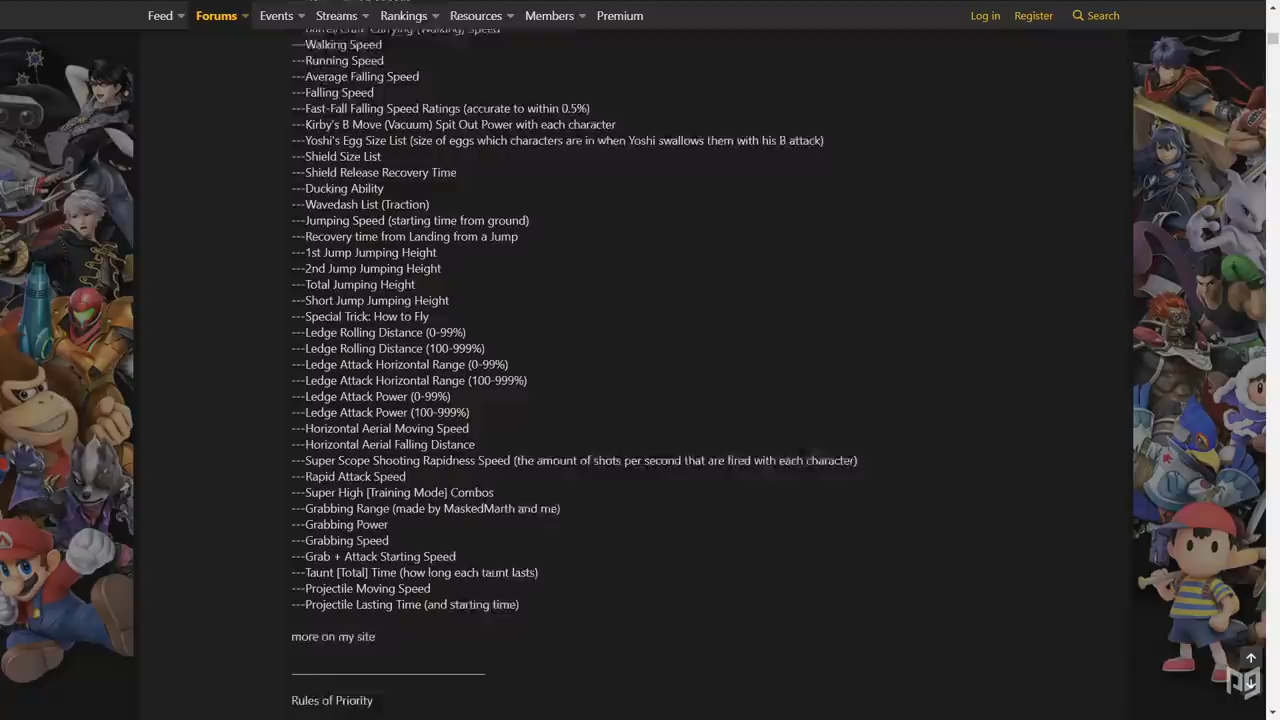 Feed Forums Events Streams Rankings Resources Members Premium Log in Register Search
---Barrel/Crate Carrying (Walking) Speed
---Walking Speed
---Running Speed
---Average Falling Speed
---Falling Speed
---Fast-Fall Falling Speed Ratings (accurate to within 0.5%)
---Kirby's B Move (Vacuum) Spit Out Power with each character
---Yoshi's Egg Size List (size of eggs which characters are in when Yoshi swallows them with his B attack)
---Shield Size List
---Shield Release Recovery Time
---Ducking Ability
---Wavedash List (Traction)
---Jumping Speed (starting time from ground)
---Recovery time from Landing from a Jump
---1st Jump Jumping Height
---2nd Jump Jumping Height
---Total Jumping Height
---Short Jump Jumping Height
---Special Trick: How to Fly
---Ledge Rolling Distance (0-99%)
---Ledge Rolling Distance (100-999%)
---Ledge Attack Horizontal Range (0-99%)
---Ledge Attack Horizontal Range (100-999%)
---Ledge Attack Power (0-99%)
---Ledge Attack Power (100-999%)
---Horizontal Aerial Moving Speed
---Horizontal Aerial Falling Distance
---Super Scope Shooting Rapidness Speed (the amount of shots per second that are fired with each character)
---Rapid Attack Speed
---Super High [Training Mode] Combos
---Grabbing Range (made by MaskedMarth and me)
---Grabbing Power
---Grabbing Speed
---Grab + Attack Starting Speed
---Taunt [Total] Time (how long each taunt lasts)
---Projectile Moving Speed
---Projectile Lasting Time (and starting time)
more on my site
Rules of Priority